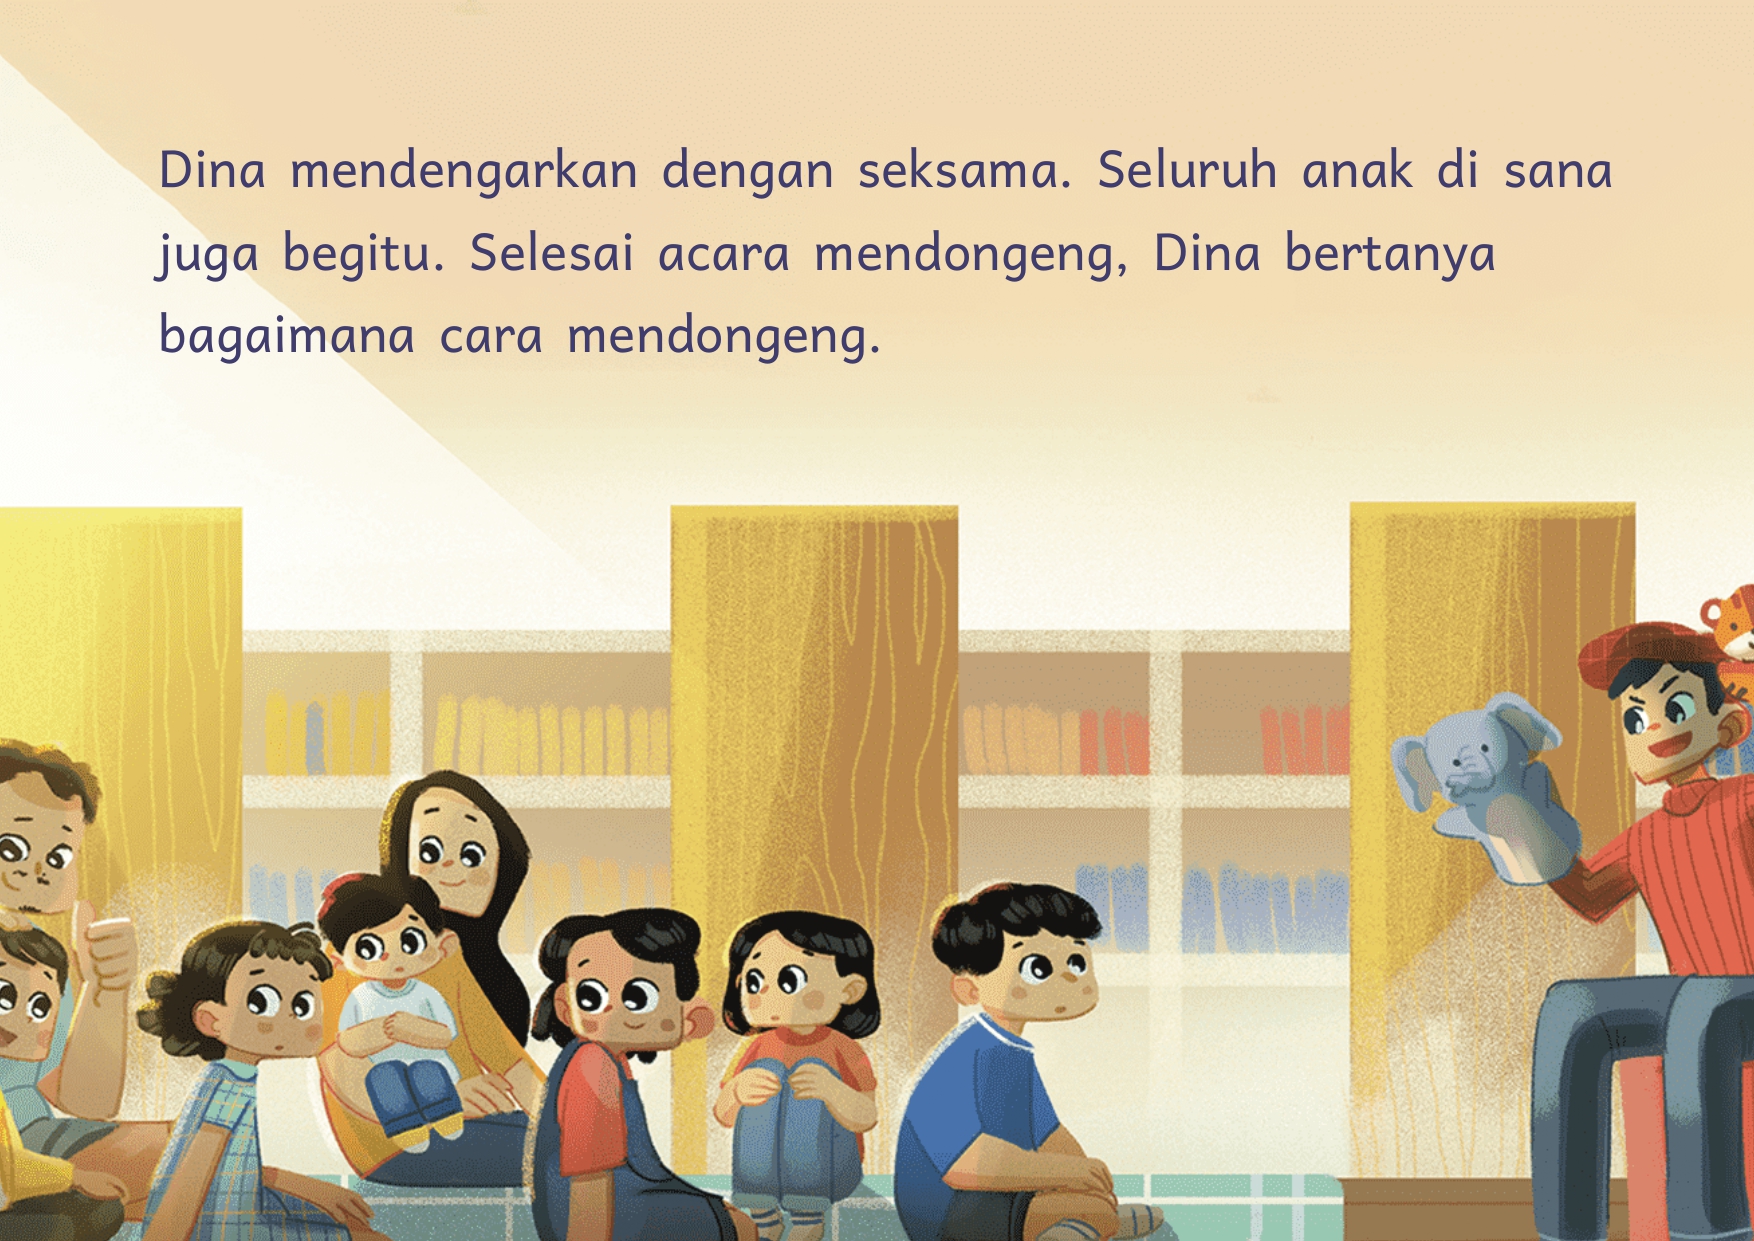 Dina mendengarkan dengan seksama. Seluruh anak di sana
juga begitu. Selesai acara mendongeng, Dina bertanya
bagaimana cara mendongeng.